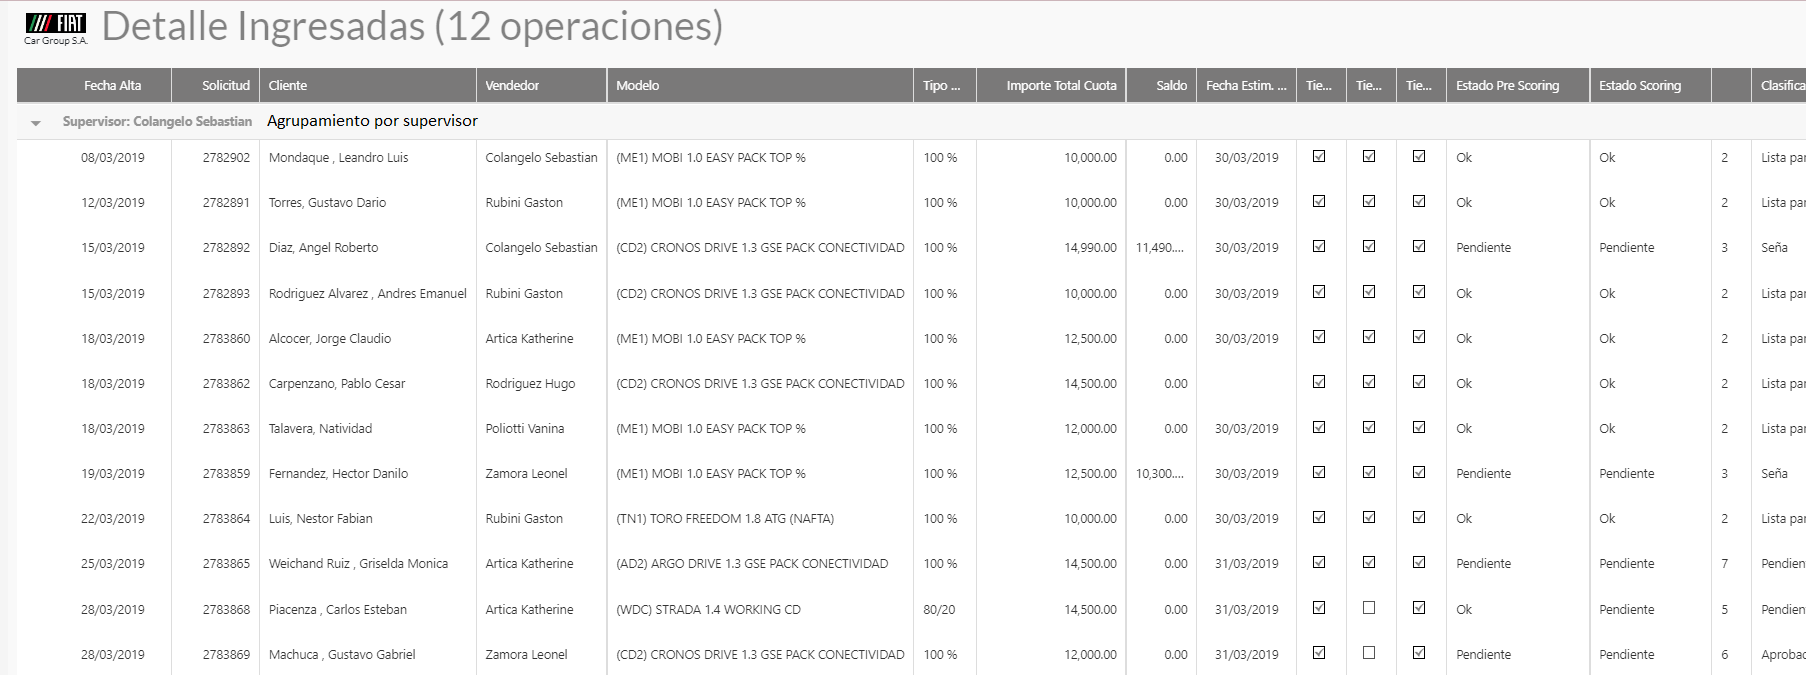 FIAT
Car Group S.A.
Detalle Ingresadas (12 operaciones)
Fecha Alta Solicitud Cliente Vendedor Modelo Tipo ... Importe Total Cuota Saldo Fecha Estim. ... Tie... Tie... Tie... Estado Pre Scoring Estado Scoring Clasifica
Supervisor: Colangelo Sebastian Agrupamiento por supervisor
08/03/2019 2782902 Mondaque , Leandro Luis Colangelo Sebastian (ME1) MOBI 1.0 EASY PACK TOP % 100 % 10,000.00 0.00 30/03/2019 Ok Ok 2 Lista par
12/03/2019 2782891 Torres, Gustavo Dario Rubini Gaston (ME1) MOBI 1.0 EASY PACK TOP % 100 % 10,000.00 0.00 30/03/2019 Ok Ok 2 Lista par
15/03/2019 2782892 Diaz, Angel Roberto Colangelo Sebastian (CD2) CRONOS DRIVE 1.3 GSE PACK CONECTIVIDAD 100 % 14,990.00 11,490.... 30/03/2019 Pendiente Pendiente 3 Seña
15/03/2019 2782893 Rodriguez Alvarez , Andres Emanuel Rubini Gaston (CD2) CRONOS DRIVE 1.3 GSE PACK CONECTIVIDAD 100 % 10,000.00 0.00 30/03/2019 Ok Ok 2 Lista par
18/03/2019 2783860 Alcocer, Jorge Claudio Artica Katherine (ME1) MOBI 1.0 EASY PACK TOP % 100 % 12,500.00 0.00 30/03/2019 Ok Ok 2 Lista par
18/03/2019 2783862 Carpenzano, Pablo Cesar Rodriguez Hugo (CD2) CRONOS DRIVE 1.3 GSE PACK CONECTIVIDAD 100 % 14,500.00 0.00 Ok Ok 2 Lista par
18/03/2019 2783863 Talavera, Natividad Poliotti Vanina (ME1) MOBI 1.0 EASY PACK TOP % 100 % 12,000.00 0.00 30/03/2019 Ok Ok 2 Lista par
19/03/2019 2783859 Fernandez, Hector Danilo Zamora Leonel (ME1) MOBI 1.0 EASY PACK TOP % 100 % 12,500.00 10,300.... 30/03/2019 Pendiente Pendiente 3 Seña
22/03/2019 2783864 Luis, Nestor Fabian Rubini Gaston (TN1) TORO FREEDOM 1.8 ATG (NAFTA) 100 % 10,000.00 0.00 30/03/2019 Ok Ok 2 Lista par
25/03/2019 2783865 Weichand Ruiz , Griselda Monica Artica Katherine (AD2) ARGO DRIVE 1.3 GSE PACK CONECTIVIDAD 100 % 14,500.00 0.00 31/03/2019 Pendiente Pendiente 7 Pendien
28/03/2019 2783868 Piacenza , Carlos Esteban Artica Katherine (WDC) STRADA 1.4 WORKING CD 80/20 14,500.00 0.00 31/03/2019 Ok Pendiente 5 Pendien
28/03/2019 2783869 Machuca , Gustavo Gabriel Zamora Leonel (CD2) CRONOS DRIVE 1.3 GSE PACK CONECTIVIDAD 100 % 12,000.00 0.00 31/03/2019 Pendiente Pendiente 6 Aprobac